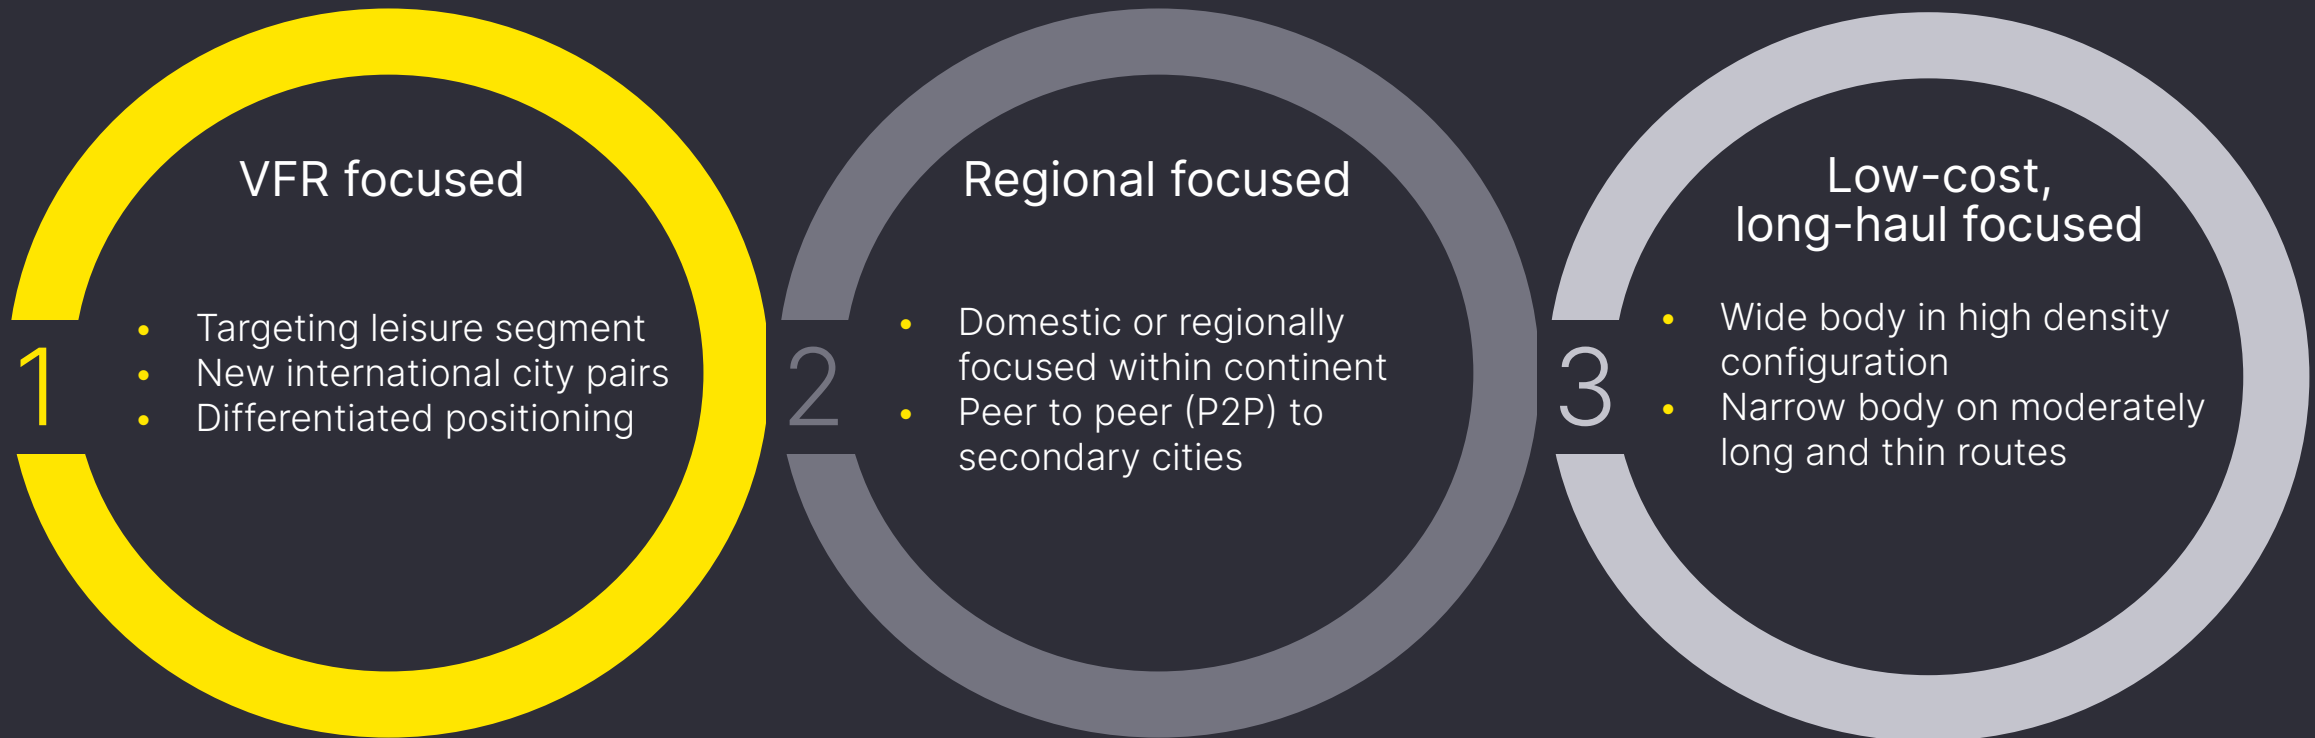 1
VFR focused
• Targeting leisure segment
• New international city pairs
• Differentiated positioning
2
Regional focused
• Domestic or regionally
focused within continent
• Peer to peer (P2P) to
secondary cities
3
Low-cost,
long-haul focused
• Wide body in high density
configuration
• Narrow body on moderately
long and thin routes